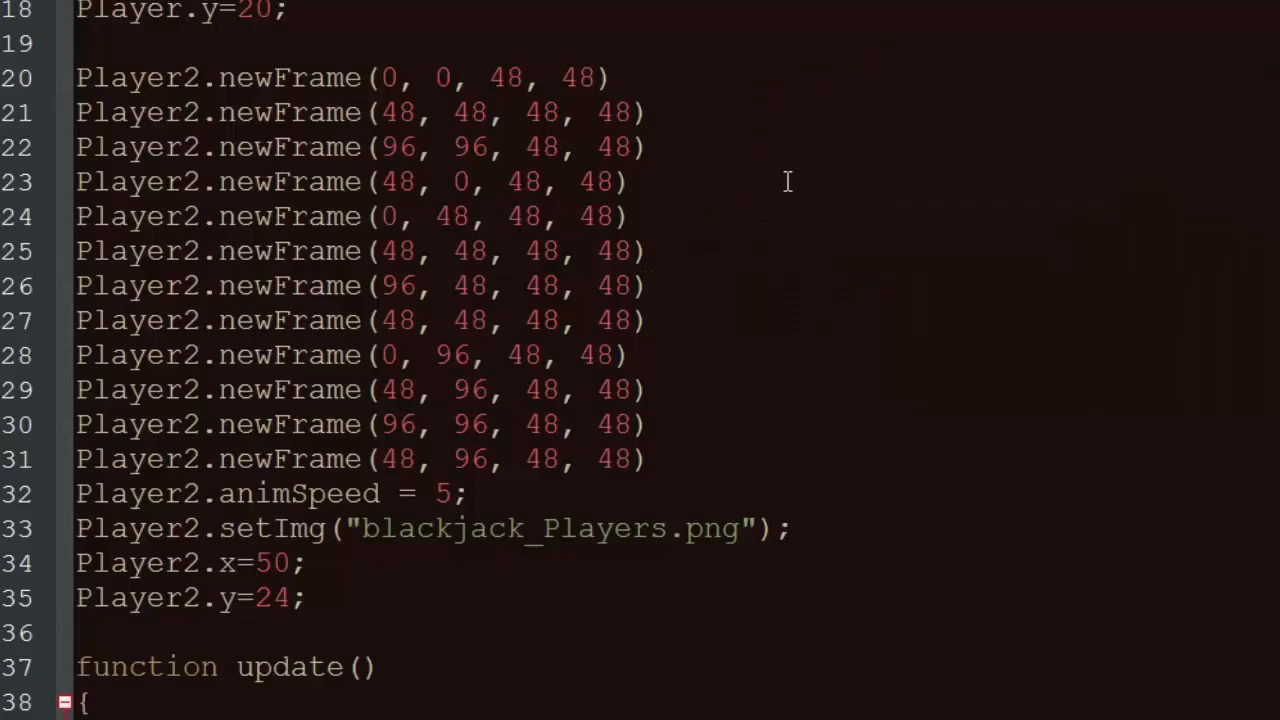 18 Player.y=20;
19
20 Player2.newFrame(0, 0, 48, 48)
21 Player2.newFrame(48, 48, 48, 48)
22 Player2.newFrame(96, 96, 48, 48)
23 Player2.newFrame(48, 0, 48, 48)
24 Player2.newFrame(0, 48, 48, 48)
25 Player2.newFrame(48, 48, 48, 48)
26 Player2.newFrame(96, 48, 48, 48)
27 Player2.newFrame(48, 48, 48, 48)
28 Player2.newFrame(0, 96, 48, 48)
29 Player2.newFrame(48, 96, 48, 48)
30 Player2.newFrame(96, 96, 48, 48)
31 Player2.newFrame(48, 96, 48, 48)
32 Player2.animSpeed = 5;
33 Player2.setImg("blackjack_Players.png");
34 Player2.x=50;
35 Player2.y=24;
36
37 function update()
38 {